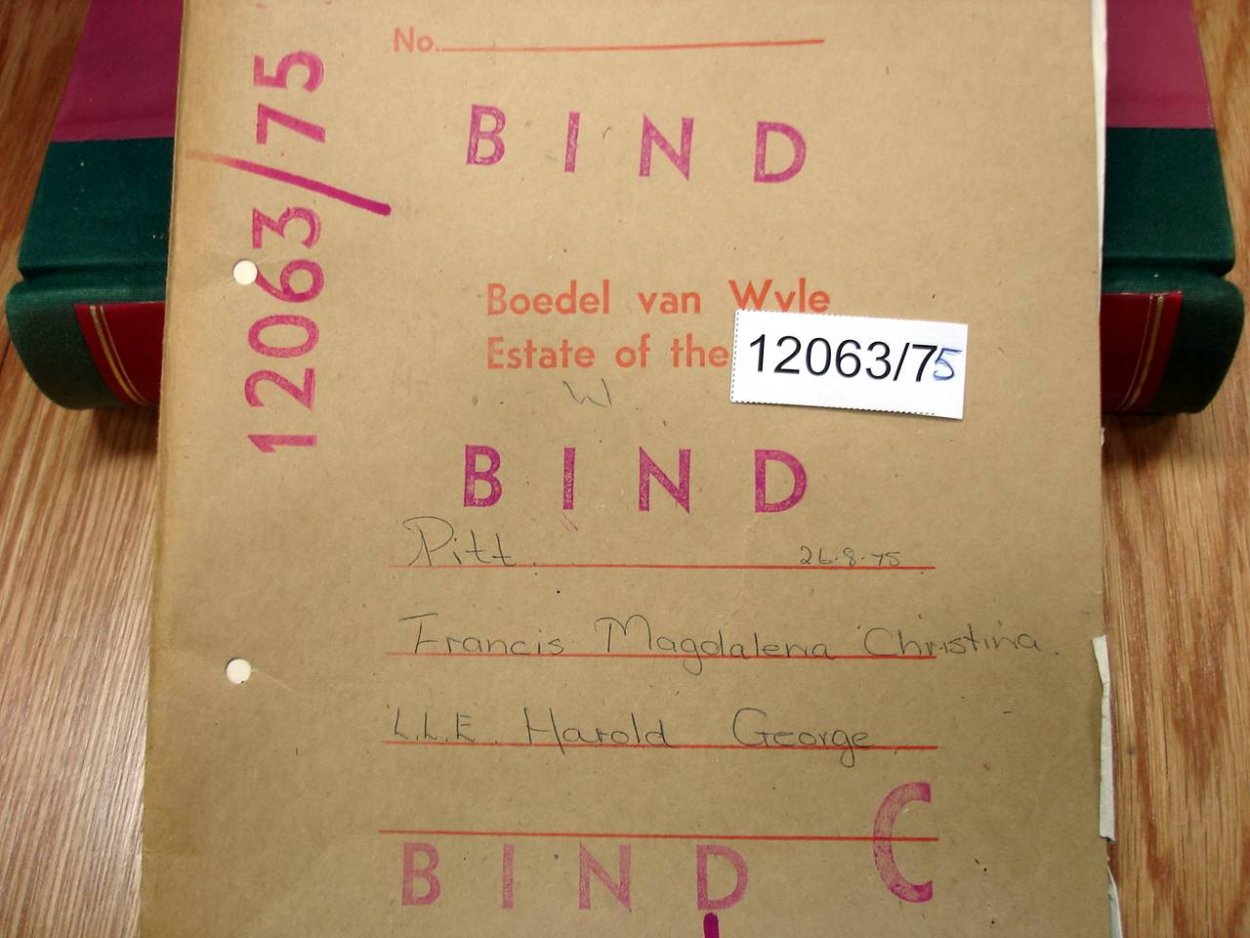 No.
12063/75
BIND
Boedel van Wyle
Estate of the
12063/75
W
BIND
Pitt. 26.8.75
Francis Magdalena Christina.
L.L.E. Harold George
C
BIND